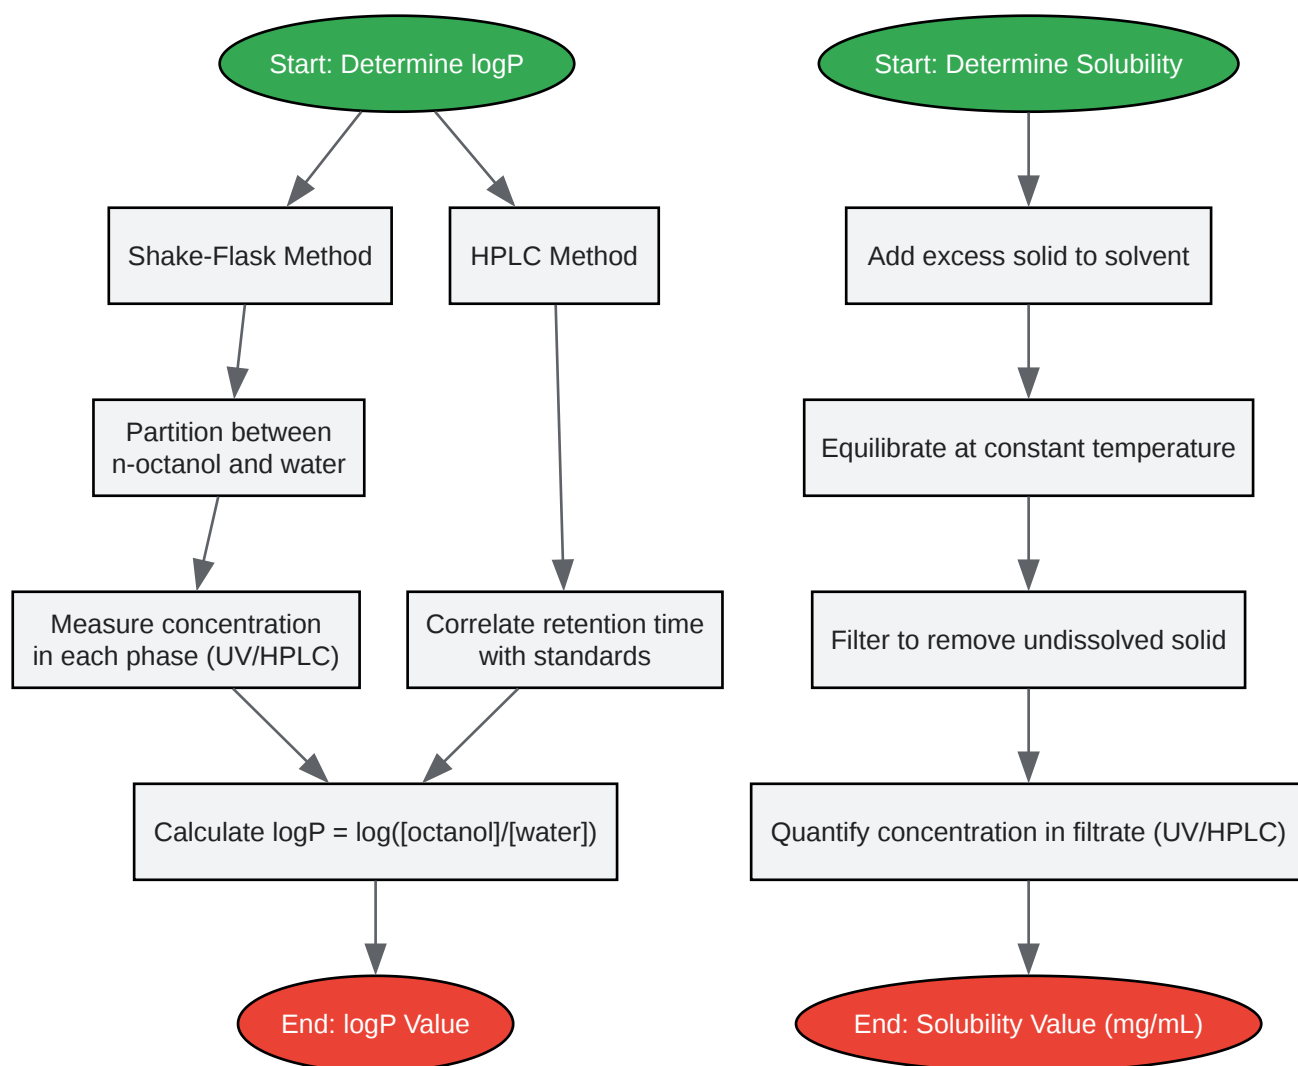 Start: Determine logP
Shake-Flask Method
HPLC Method
Partition between
n-octanol and water
Measure concentration
in each phase (UV/HPLC)
Correlate retention time
with standards
Calculate logP = log([octanol]/[water])
End: logP Value
Start: Determine Solubility
Add excess solid to solvent
Equilibrate at constant temperature
Filter to remove undissolved solid
Quantify concentration in filtrate (UV/HPLC)
End: Solubility Value (mg/mL)